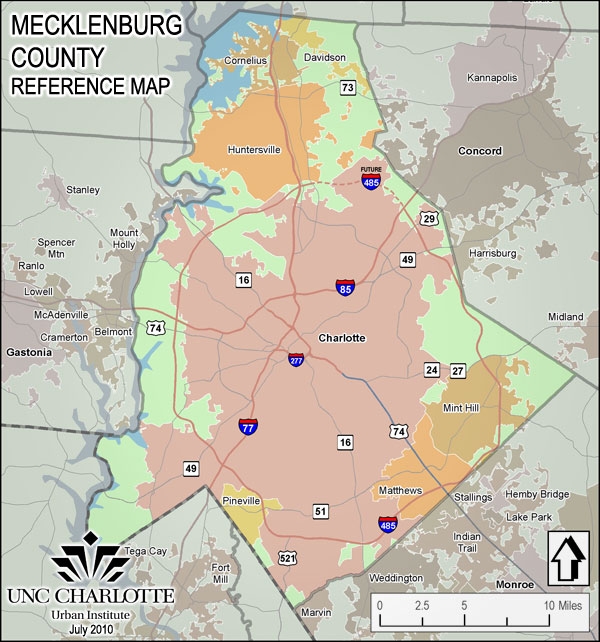 MECKLENBURG
COUNTY
REFERENCE MAP
Cornelius
Davidson
73
Kannapolis
Huntersville
Concord
FUTURE
485
Stanley
29
Mount
Holly
Spencer
Mtn
49
Harrisburg
Ranlo
16
85
Lowell
McAdenville
74
Belmont
Midland
Cramerton
Charlotte
Gastonia
277
24
27
Mint Hill
77
74
16
49
Matthews
Pineville
Stallings
Hemby Bridge
51
Lake Park
485
Indian
Trail
Tega Cay
521
Fort
Mill
Weddington
Monroe
Marvin
UNC CHARLOTTE
Urban Institute
July 2010
0 2.5 5 10 Miles